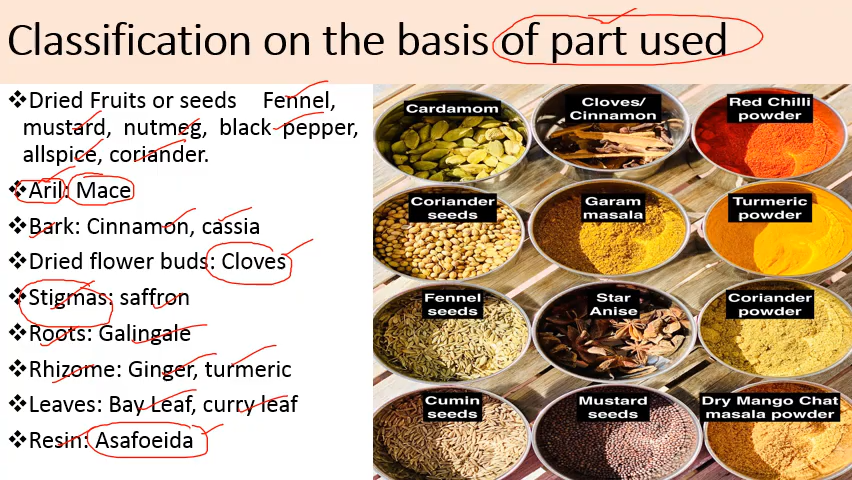 Classification on the basis of part used
❖Dried Fruits or seeds Fennel,
mustard, nutmeg, black pepper,
allspice, coriander.
❖Aril: Mace
❖Bark: Cinnamon, cassia
❖Dried flower buds: Cloves
❖Stigmas: saffron
❖Roots: Galingale
❖Rhizome: Ginger, turmeric
❖Leaves: Bay Leaf, curry leaf
❖Resin: Asafoeida
Cardamom
Cloves/
Cinnamon
Red Chilli
powder
Coriander
seeds
Garam
masala
Turmeric
powder
Fennel
seeds
Star
Anise
Coriander
powder
Cumin
seeds
Mustard
seeds
Dry Mango Chat
masala powder